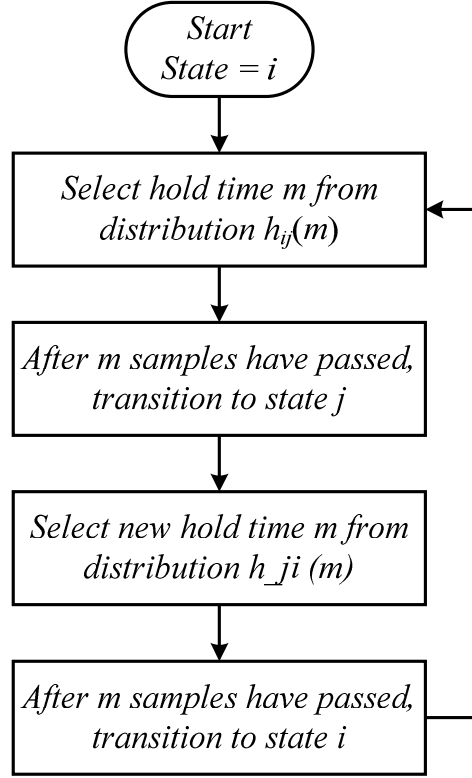 Start
State = i
Select hold time m from
distribution hij(m)
After m samples have passed,
transition to state j
Select new hold time m from
distribution h_ji (m)
After m samples have passed,
transition to state i